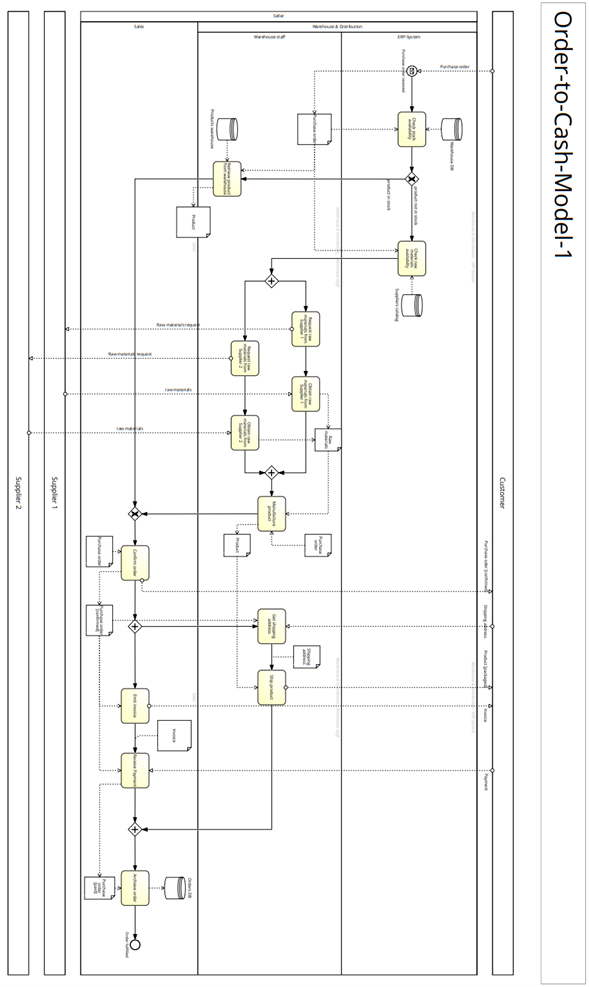 Order-to-Cash-Model-1
Customer
Seller
Warehouse & Distribution
Sales
ERP System
Warehouse staff
Purchase order
Purchase order received
Check stock
availability
Warehouse DB
product not in stock
product in stock
Check raw
materials
availability
Suppliers catalog
Purchase order
Products warehouse
Retrieve product
from warehouse
Product
Request raw
materials from
Supplier 1
Request raw
materials from
Supplier 2
Raw materials request
Raw materials request
Obtain raw
materials from
Supplier 1
Obtain raw
materials from
Supplier 2
raw materials
raw materials
Raw
materials
Manufacture
product
Product
Purchase
order
Confirm order
Purchase order
Purchase order
(confirmed)
Purchase order (confirmed)
Shipping address
Get shipping
address
Shipping
address
Ship product
Product (packaged)
Emit invoice
Invoice
Invoice
Receive Payment
Payment
Purchase
order
(paid)
Archieve order
Orders DB
Order fulfilled
Supplier 1
Supplier 2